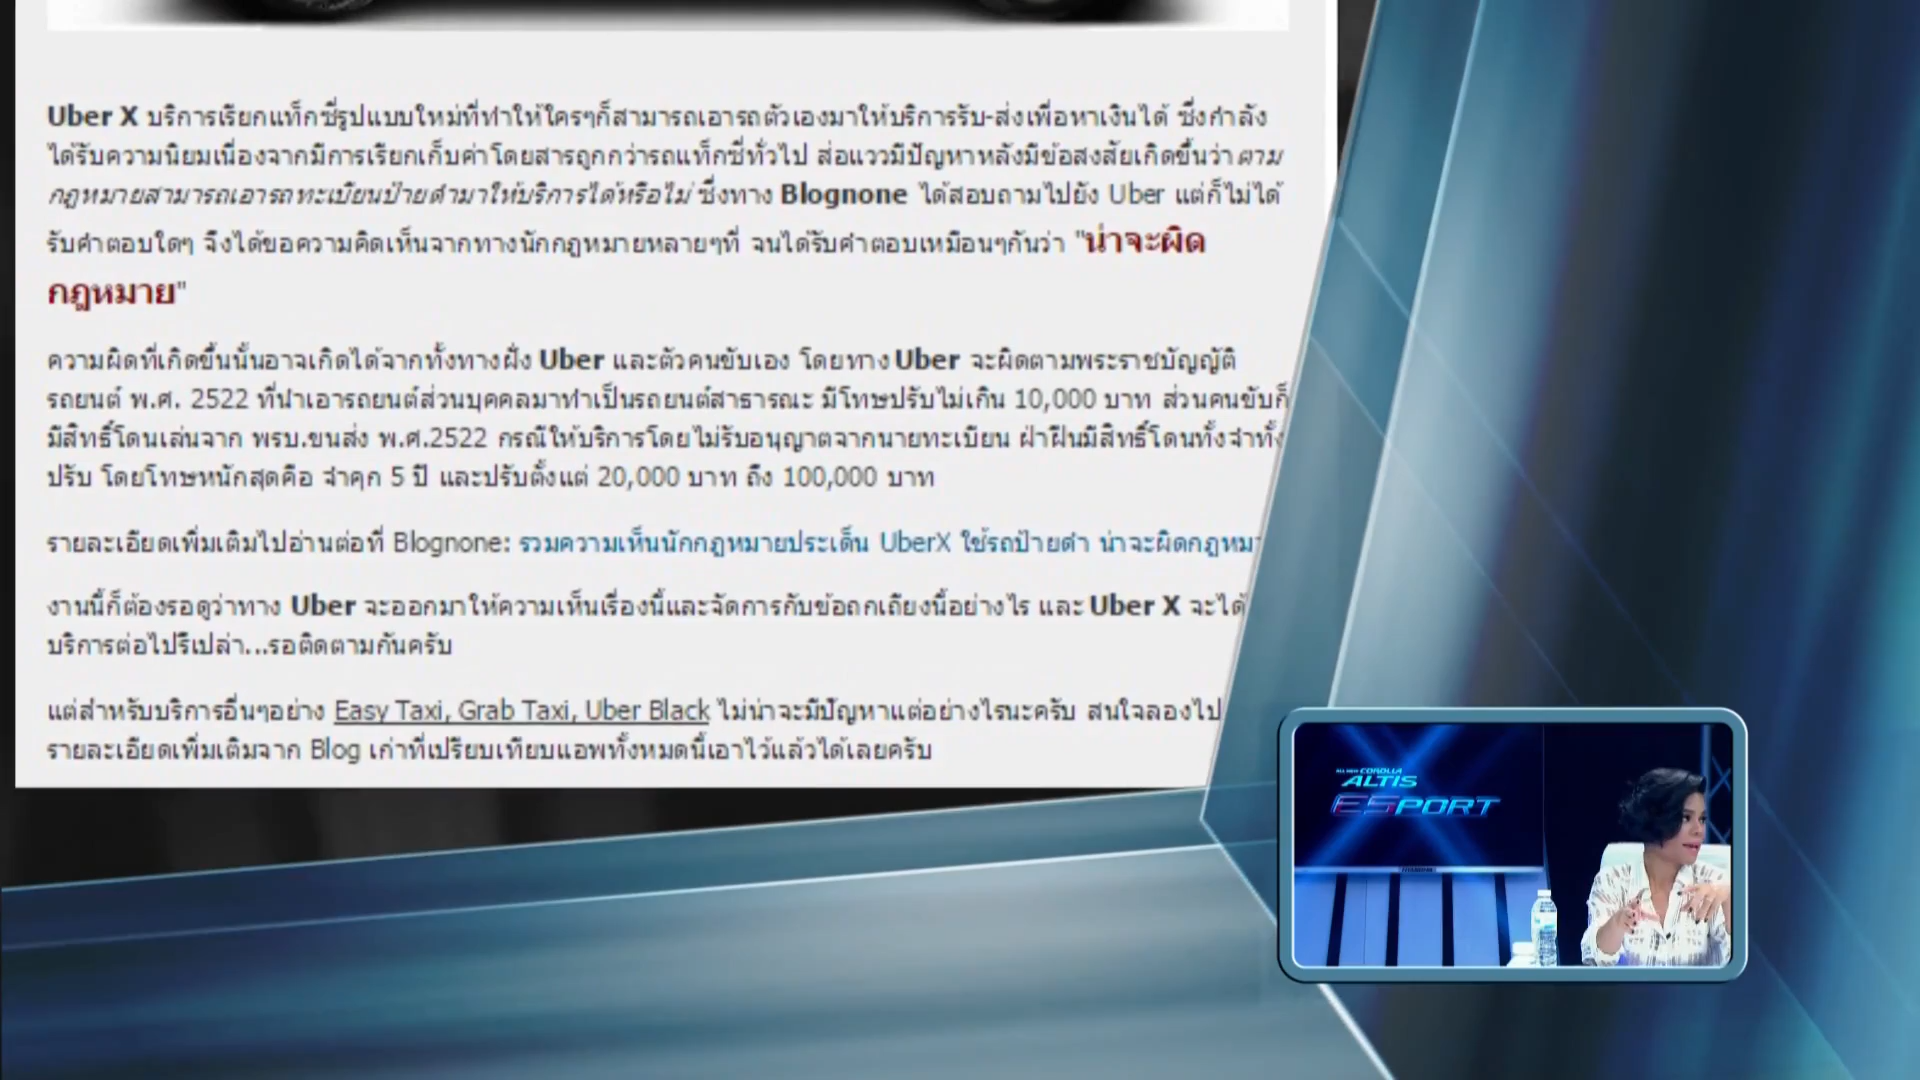 Uber X บริการเรียกแท็กซี่รูปแบบใหม่ที่ทำให้ใครๆก็สามารถเอารถตัวเองมาให้บริการรับ-ส่งเพื่อหาเงินได้ ซึ่งกำลัง
ได้รับความนิยมเนื่องจากมีการเรียกเก็บค่าโดยสารถูกกว่ารถแท็กซี่ทั่วไป ส่อแววมีปัญหาหลังมีข้อสงสัยเกิดขึ้นว่า ตาม
กฎหมายสามารถเอารถทะเบียนป้ายดำมาให้บริการได้หรือไม่ ซึ่งทาง Blognone ได้สอบถามไปยัง Uber แต่ก็ไม่ได้
รับคำตอบใดๆ จึงได้ขอความคิดเห็นจากทางนักกฎหมายหลายๆที่ จนได้รับคำตอบเหมือนๆกันว่า "น่าจะผิด
กฎหมาย"
ความผิดที่เกิดขึ้นนั้นอาจเกิดได้จากทั้งทางฝั่ง Uber และตัวคนขับเอง โดยทาง Uber จะผิดตามพระราชบัญญัติ
รถยนต์ พ.ศ. 2522 ที่นำเอารถยนต์ส่วนบุคคลมาทำเป็นรถยนต์สาธารณะ มีโทษปรับไม่เกิน 10,000 บาท ส่วนคนขับก็
มีสิทธิ์โดนเล่นจาก พรบ.ขนส่ง พ.ศ.2522 กรณีให้บริการโดยไม่รับอนุญาตจากนายทะเบียน ฝ่าฝืนมีสิทธิ์โดนทั้งจำทั้ง
ปรับ โดยโทษหนักสุดคือ จำคุก 5 ปี และปรับตั้งแต่ 20,000 บาท ถึง 100,000 บาท
รายละเอียดเพิ่มเติมไปอ่านต่อที่ Blognone: รวมความเห็นนักกฎหมายประเด็น UberX ใช้รถป้ายดำ น่าจะผิดกฎหมา
งานนี้ก็ต้องรอดูว่าทาง Uber จะออกมาให้ความเห็นเรื่องนี้และจัดการกับข้อถกเถียงนี้อย่างไร และ Uber X จะได้
บริการต่อไปรึเปล่า...รอติดตามกันครับ
แต่สำหรับบริการอื่นๆอย่าง Easy Taxi, Grab Taxi, Uber Black ไม่น่าจะมีปัญหาแต่อย่างไรนะครับ สนใจลองไป
รายละเอียดเพิ่มเติมจาก Blog เก่าที่เปรียบเทียบแอพทั้งหมดนี้เอาไว้แล้วได้เลยครับ
ALL NEW COROLLA
ALTIS
ESPORT